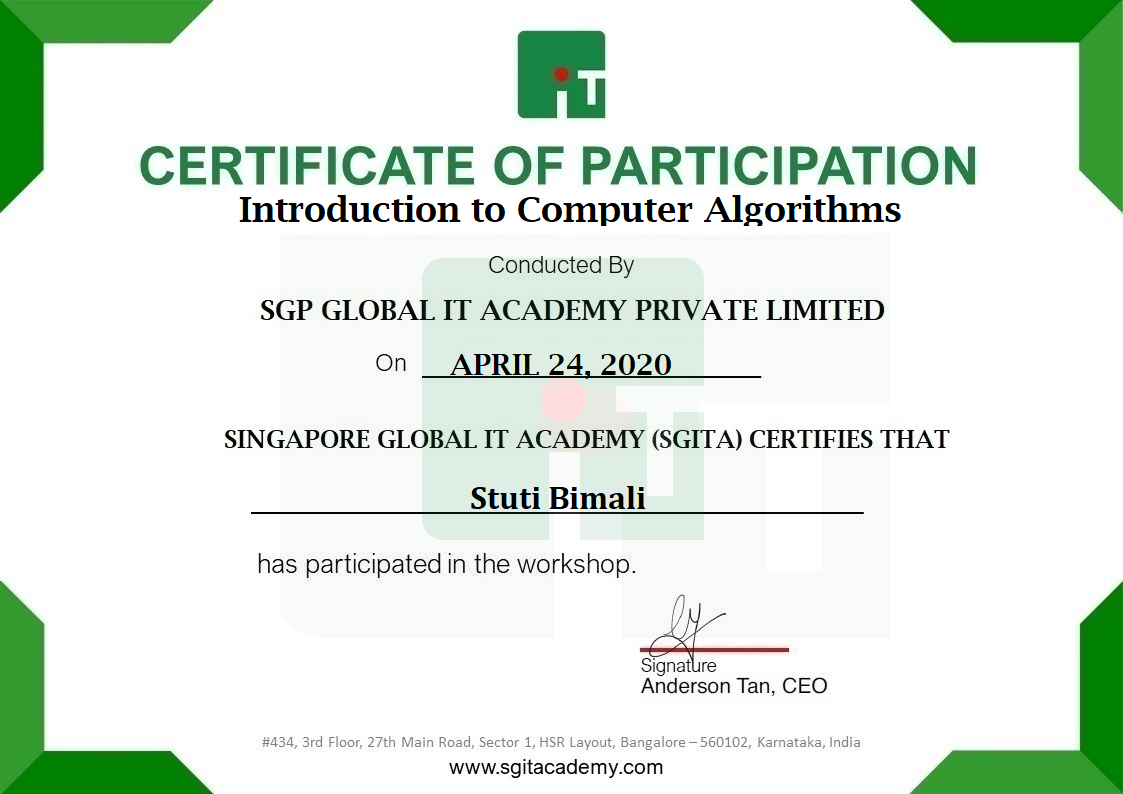 iT
CERTIFICATE OF PARTICIPATION
Introduction to Computer Algorithms
Conducted By
SGP GLOBAL IT ACADEMY PRIVATE LIMITED
On APRIL 24, 2020
SINGAPORE GLOBAL IT ACADEMY (SGITA) CERTIFIES THAT
Stuti Bimali
has participated in the workshop.
Signature
Anderson Tan, CEO
#434, 3rd Floor, 27th Main Road, Sector 1, HSR Layout, Bangalore – 560102, Karnataka, India
www.sgitacademy.com